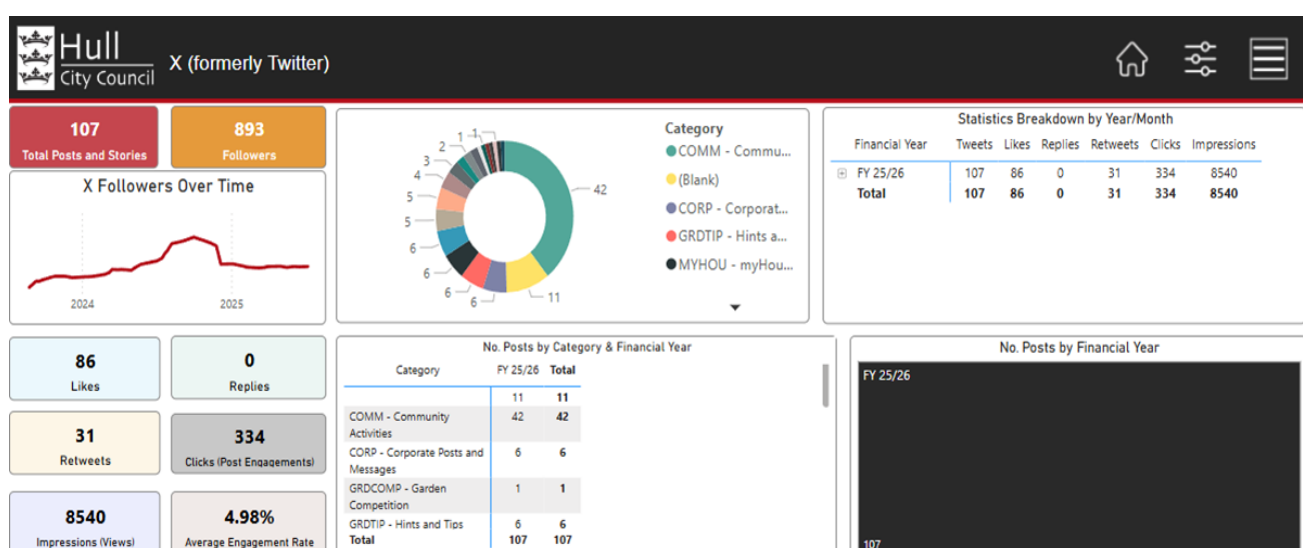 Hull
City Council
X (formerly Twitter)
107
Total Posts and Stories
893
Followers
X Followers Over Time
2024
2025
86
Likes
0
Replies
31
Retweets
334
Clicks (Post Engagements)
8540
Impressions (Views)
4.98%
Average Engagement Rate
1
1
2
3
4
5
5
6
6
6
6
11
42
Category
COMM - Commu...
(Blank)
CORP - Corporat...
GRDTIP - Hints a...
MYHOU - myHou...
Statistics Breakdown by Year/Month
Financial Year Tweets Likes Replies Retweets Clicks Impressions
FY 25/26 107 86 0 31 334 8540
Total 107 86 0 31 334 8540
No. Posts by Category & Financial Year
Category FY 25/26 Total
11 11
COMM - Community Activities 42 42
CORP - Corporate Posts and Messages 6 6
GRDCOMP - Garden Competition 1 1
GRDTIP - Hints and Tips 6 6
Total 107 107
No. Posts by Financial Year
FY 25/26
107